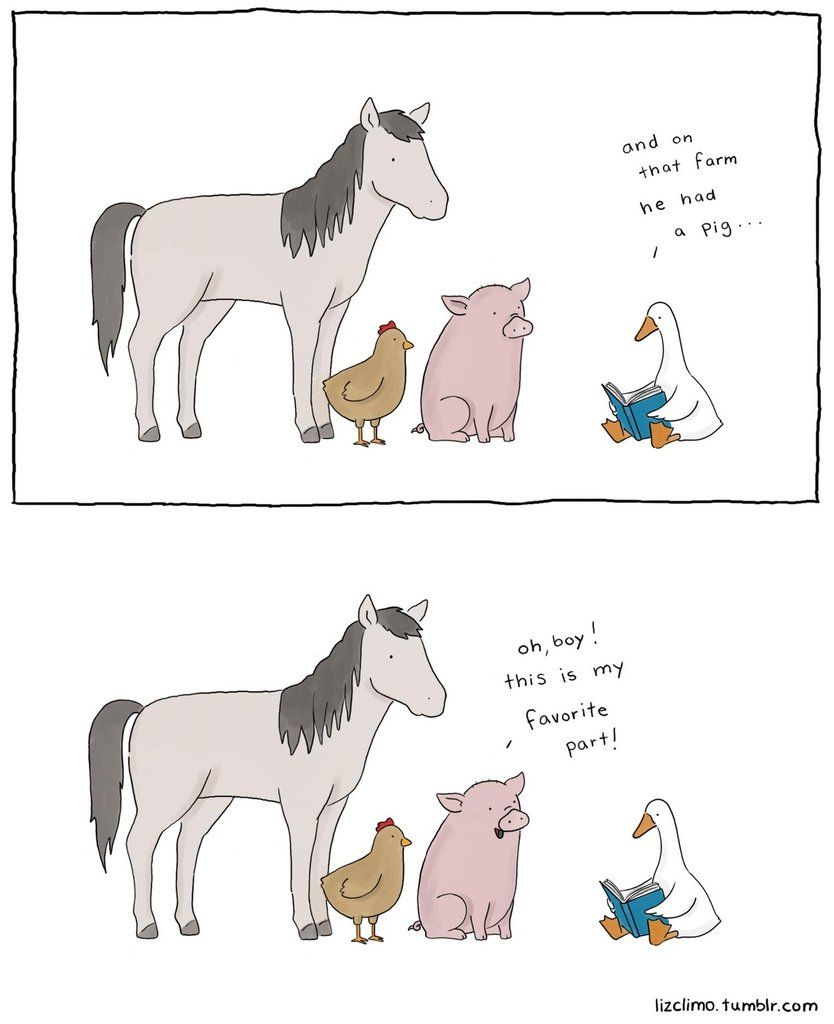 and on
that farm
he had
a pig...
oh, boy!
this is my
favorite
part!
lizclimo.tumblr.com